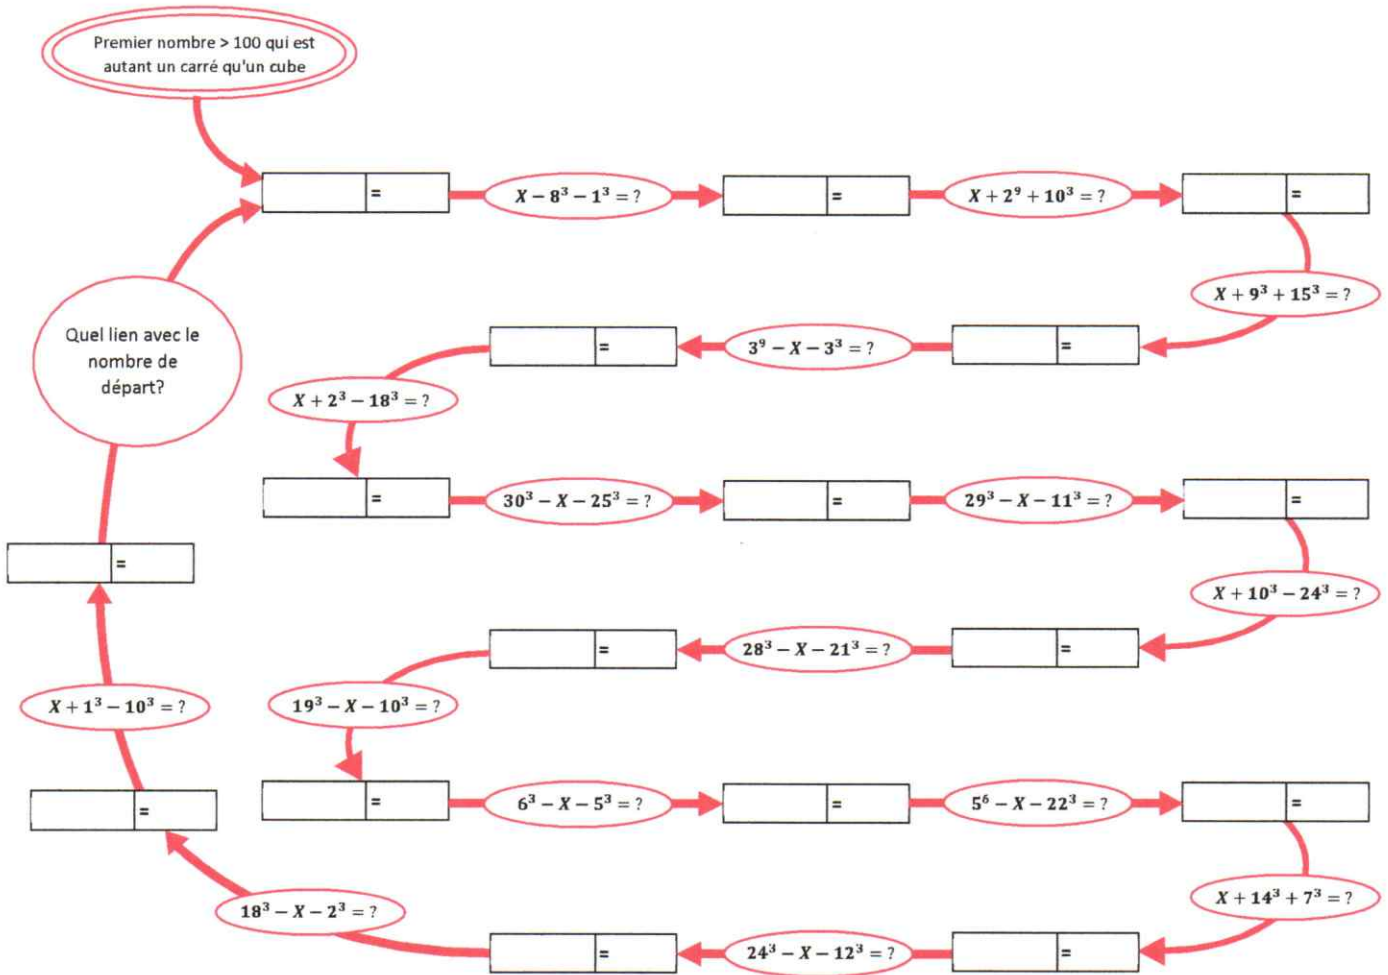 Premier nombre > 100 qui est
autant un carré qu'un cube
=
X − 8³ − 1³ = ?
=
X + 2⁹ + 10³ = ?
=
X + 9³ + 15³ = ?
Quel lien avec le
nombre de
départ?
=
3⁹ − X − 3³ = ?
=
X + 2³ − 18³ = ?
=
30³ − X − 25³ = ?
=
29³ − X − 11³ = ?
=
=
X + 10³ − 24³ = ?
=
28³ − X − 21³ = ?
=
X + 1³ − 10³ = ?
19³ − X − 10³ = ?
=
=
6³ − X − 5³ = ?
=
5⁶ − X − 22³ = ?
=
X + 14³ + 7³ = ?
18³ − X − 2³ = ?
=
24³ − X − 12³ = ?
=